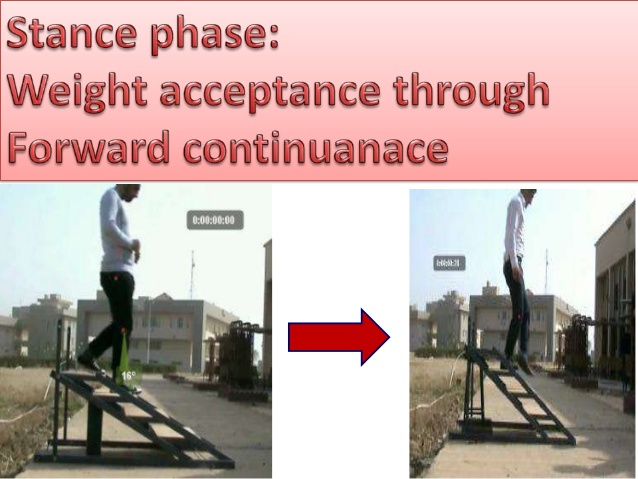 Stance phase:
Weight acceptance through
Forward continuanace
0:00:00:00
16°